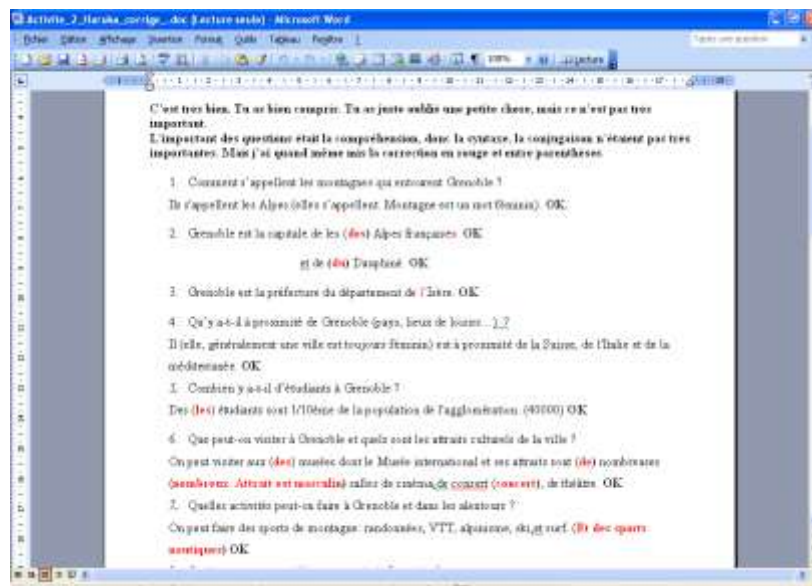 Activite_2_Haruka_corrige_.doc (Lecture seule) - Microsoft Word
Fichier Edition Affichage Insertion Format Outils Tableau Fenêtre ?
100% Lecture
C'est très bien. Tu as bien compris. Tu as juste oublié une petite chose, mais ce n'est pas très
important.
L'important des questions était la compréhension, donc la syntaxe, la conjugaison n'étaient pas très
importantes. Mais j'ai quand même mis la correction en rouge et entre parenthèses.
1. Comment s'appellent les montagnes qui entourent Grenoble ?
Ils s'appellent les Alpes (elles s'appellent. Montagne est un mot féminin). OK
2. Grenoble est la capitale de les (des) Alpes françaises. OK
et de (du) Dauphiné. OK
3. Grenoble est la préfecture du département de l'Isère. OK
4. Qu'y a-t-il à proximité de Grenoble (pays, lieux de loisirs…) ?
Il (elle, généralement une ville est toujours féminin) est à proximité de la Suisse, de l'Italie et de la
méditerranée. OK
5. Combien y a-t-il d'étudiants à Grenoble ?
Des (les) étudiants sont 1/10ème de la population de l'agglomération. (40000) OK
6. Que peut-on visiter à Grenoble et quels sont les attraits culturels de la ville ?
On peut visiter aux (des) musées dont le Musée international et ses attraits sont (de) nombreuses
(nombreux. Attrait est masculin) salles de cinéma, de concert (concert), de théâtre. OK
7. Quelles activités peut-on faire à Grenoble et dans les alentours ?
On peut faire des sports de montagne: randonnées, VTT, alpinisme, ski, et surf. (Et des sports
nautiques) OK